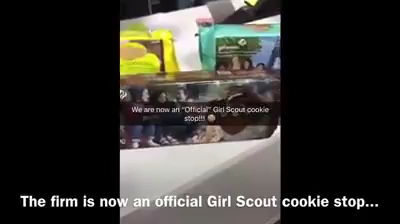 We are now an "Official" Girl Scout cookie
stop!!!
The firm is now an official Girl Scout cookie stop...